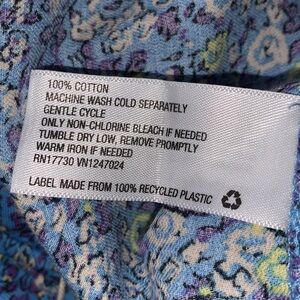 100% COTTON
MACHINE WASH COLD SEPARATELY
GENTLE CYCLE
ONLY NON-CHLORINE BLEACH IF NEEDED
TUMBLE DRY LOW, REMOVE PROMPTLY
WARM IRON IF NEEDED
RN17730 VN1247024
LABEL MADE FROM 100% RECYCLED PLASTIC